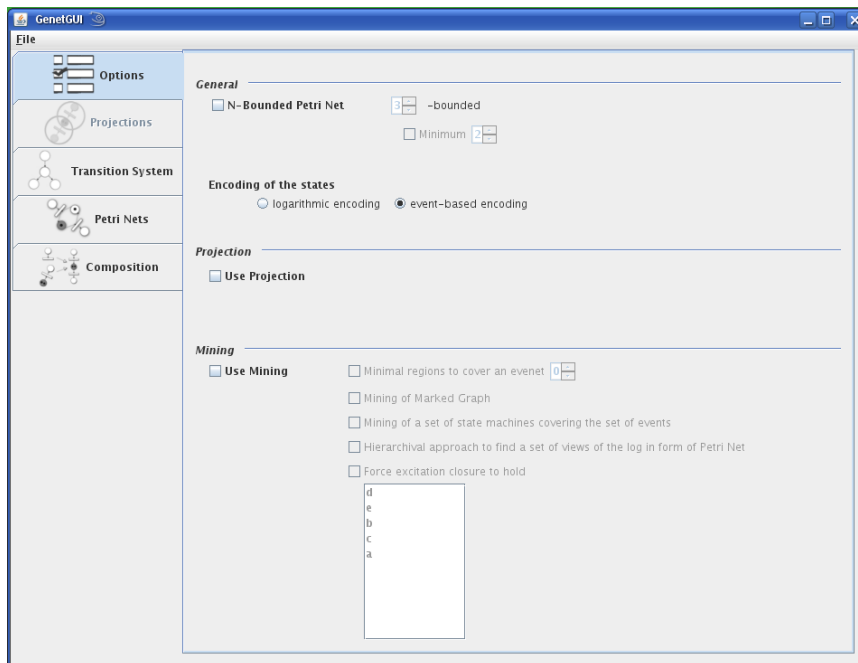 GenetGUI
File
Options
Projections
Transition System
Petri Nets
Composition
General
N-Bounded Petri Net 3 -bounded
Minimum 2
Encoding of the states
logarithmic encoding event-based encoding
Projection
Use Projection
Mining
Use Mining Minimal regions to cover an evenet 0
Mining of Marked Graph
Mining of a set of state machines covering the set of events
Hierarchival approach to find a set of views of the log in form of Petri Net
Force excitation closure to hold
d
e
b
c
a